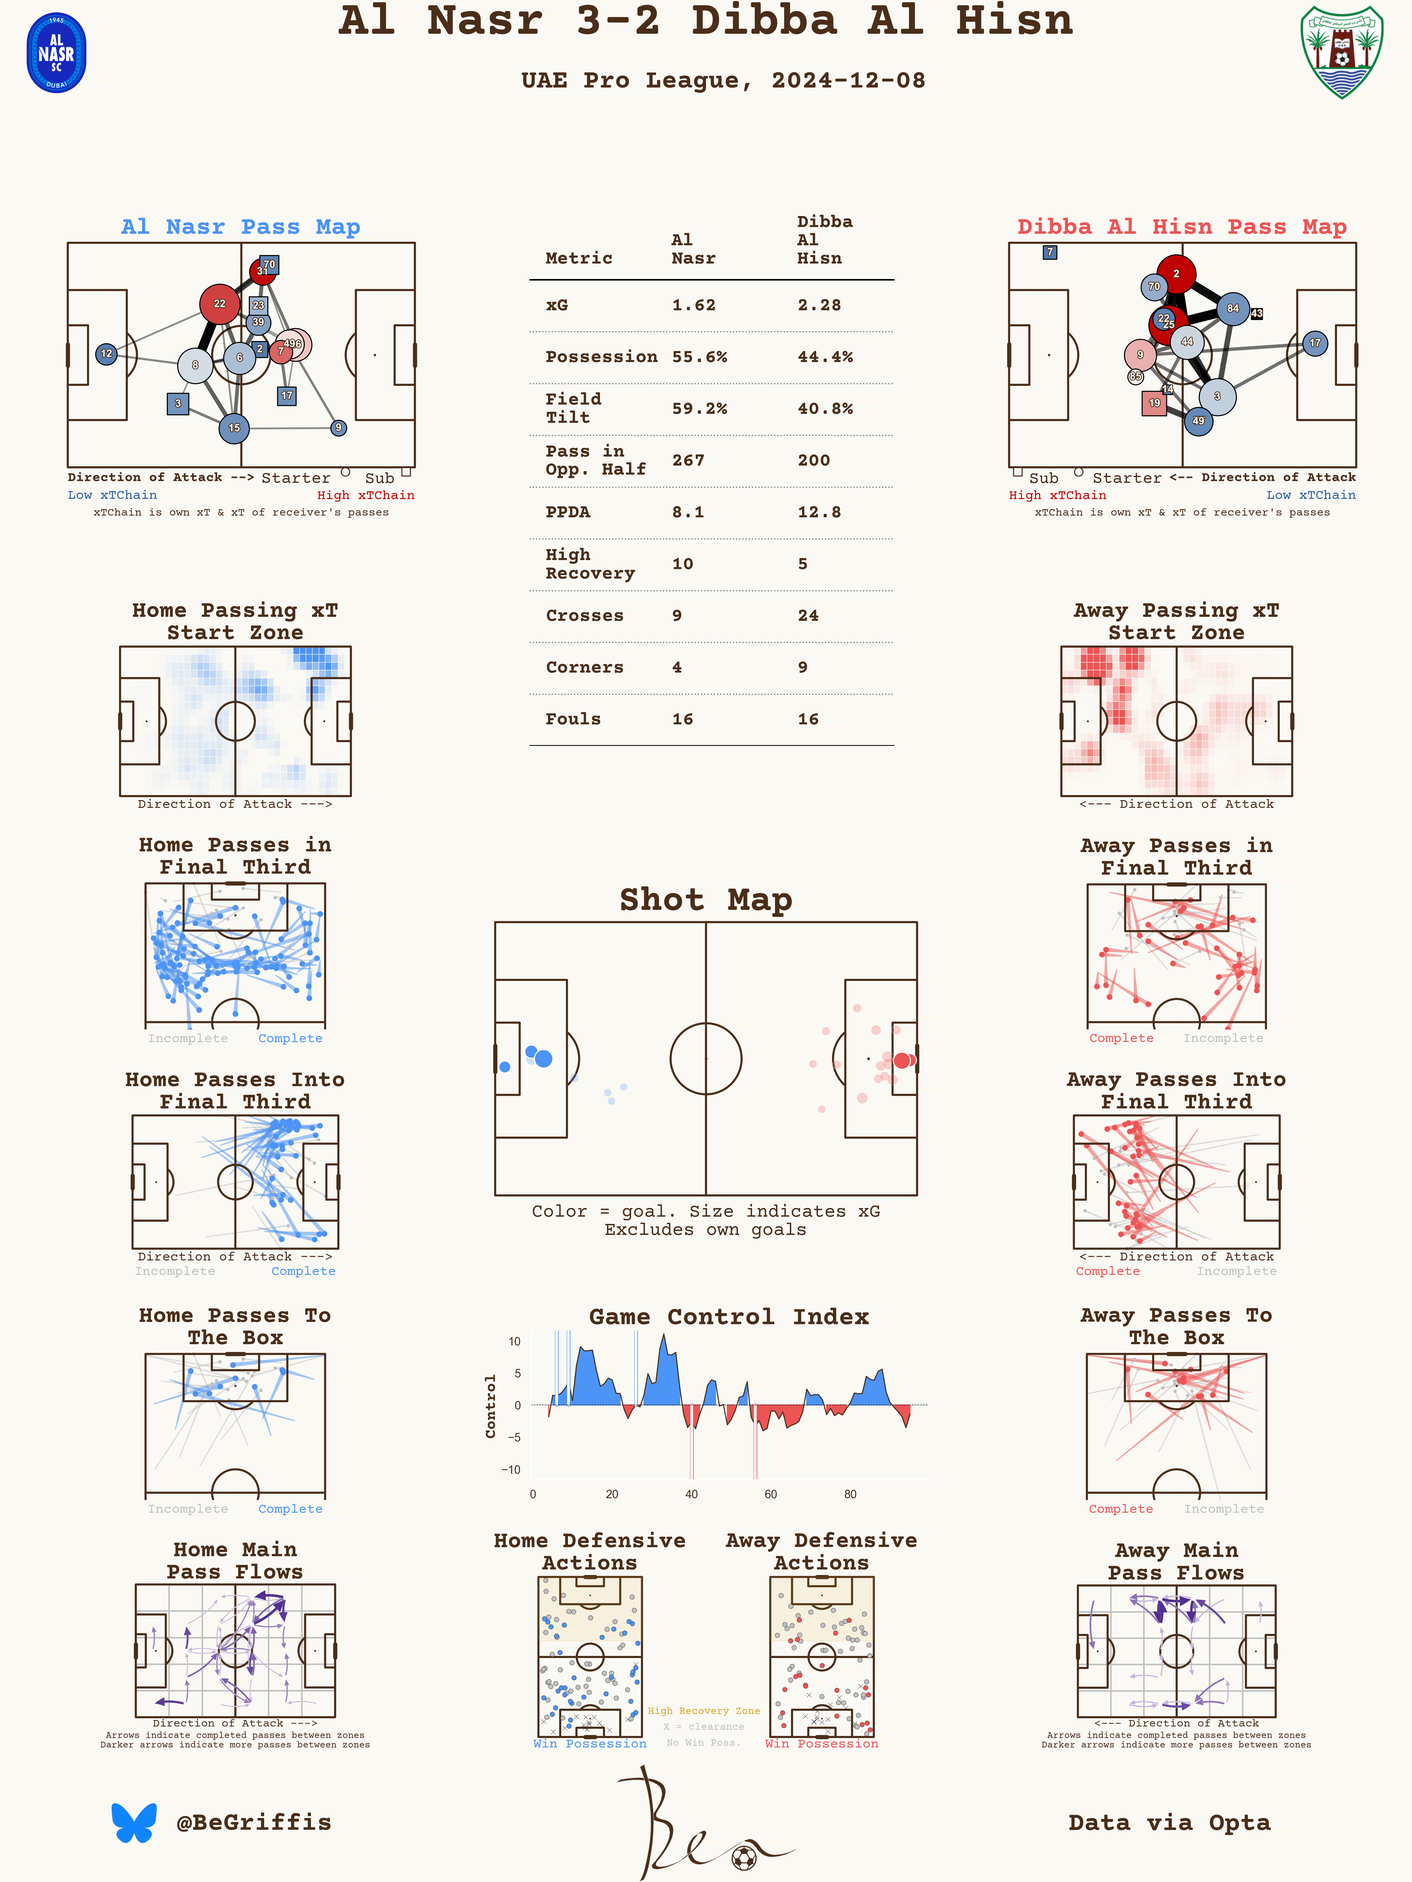 Al Nasr 3-2 Dibba Al Hisn
UAE Pro League, 2024-12-08
1945
AL
NASR
SC
DUBAI
Al Nasr Pass Map
12
22
8
3
15
6
31
70
23
39
2
7
17
9
Direction of Attack --> Starter Sub
Low xTChain High xTChain
xTChain is own xT & xT of receiver's passes
Metric Al Nasr Dibba Al Hisn
xG 1.62 2.28
Possession 55.6% 44.4%
Field Tilt 59.2% 40.8%
Pass in Opp. Half 267 200
PPDA 8.1 12.8
High Recovery 10 5
Crosses 9 24
Corners 4 9
Fouls 16 16
Dibba Al Hisn Pass Map
7
2
70
84
43
22
25
44
9
17
85
14
19
3
49
Sub Starter <-- Direction of Attack
High xTChain Low xTChain
xTChain is own xT & xT of receiver's passes
Home Passing xT
Start Zone
Direction of Attack --->
Away Passing xT
Start Zone
<--- Direction of Attack
Home Passes in
Final Third
Incomplete Complete
Away Passes in
Final Third
Complete Incomplete
Shot Map
Color = goal. Size indicates xG
Excludes own goals
Home Passes Into
Final Third
Direction of Attack --->
Incomplete Complete
Away Passes Into
Final Third
<--- Direction of Attack
Complete Incomplete
Home Passes To
The Box
Incomplete Complete
Game Control Index
Control
10
5
0
−5
−10
0 20 40 60 80
Away Passes To
The Box
Complete Incomplete
Home Main
Pass Flows
Direction of Attack --->
Arrows indicate completed passes between zones
Darker arrows indicate more passes between zones
Home Defensive
Actions
Win Possession
High Recovery Zone
X = clearance
No Win Poss.
Away Defensive
Actions
Win Possession
Away Main
Pass Flows
<--- Direction of Attack
Arrows indicate completed passes between zones
Darker arrows indicate more passes between zones
@BeGriffis
Ben
Data via Opta